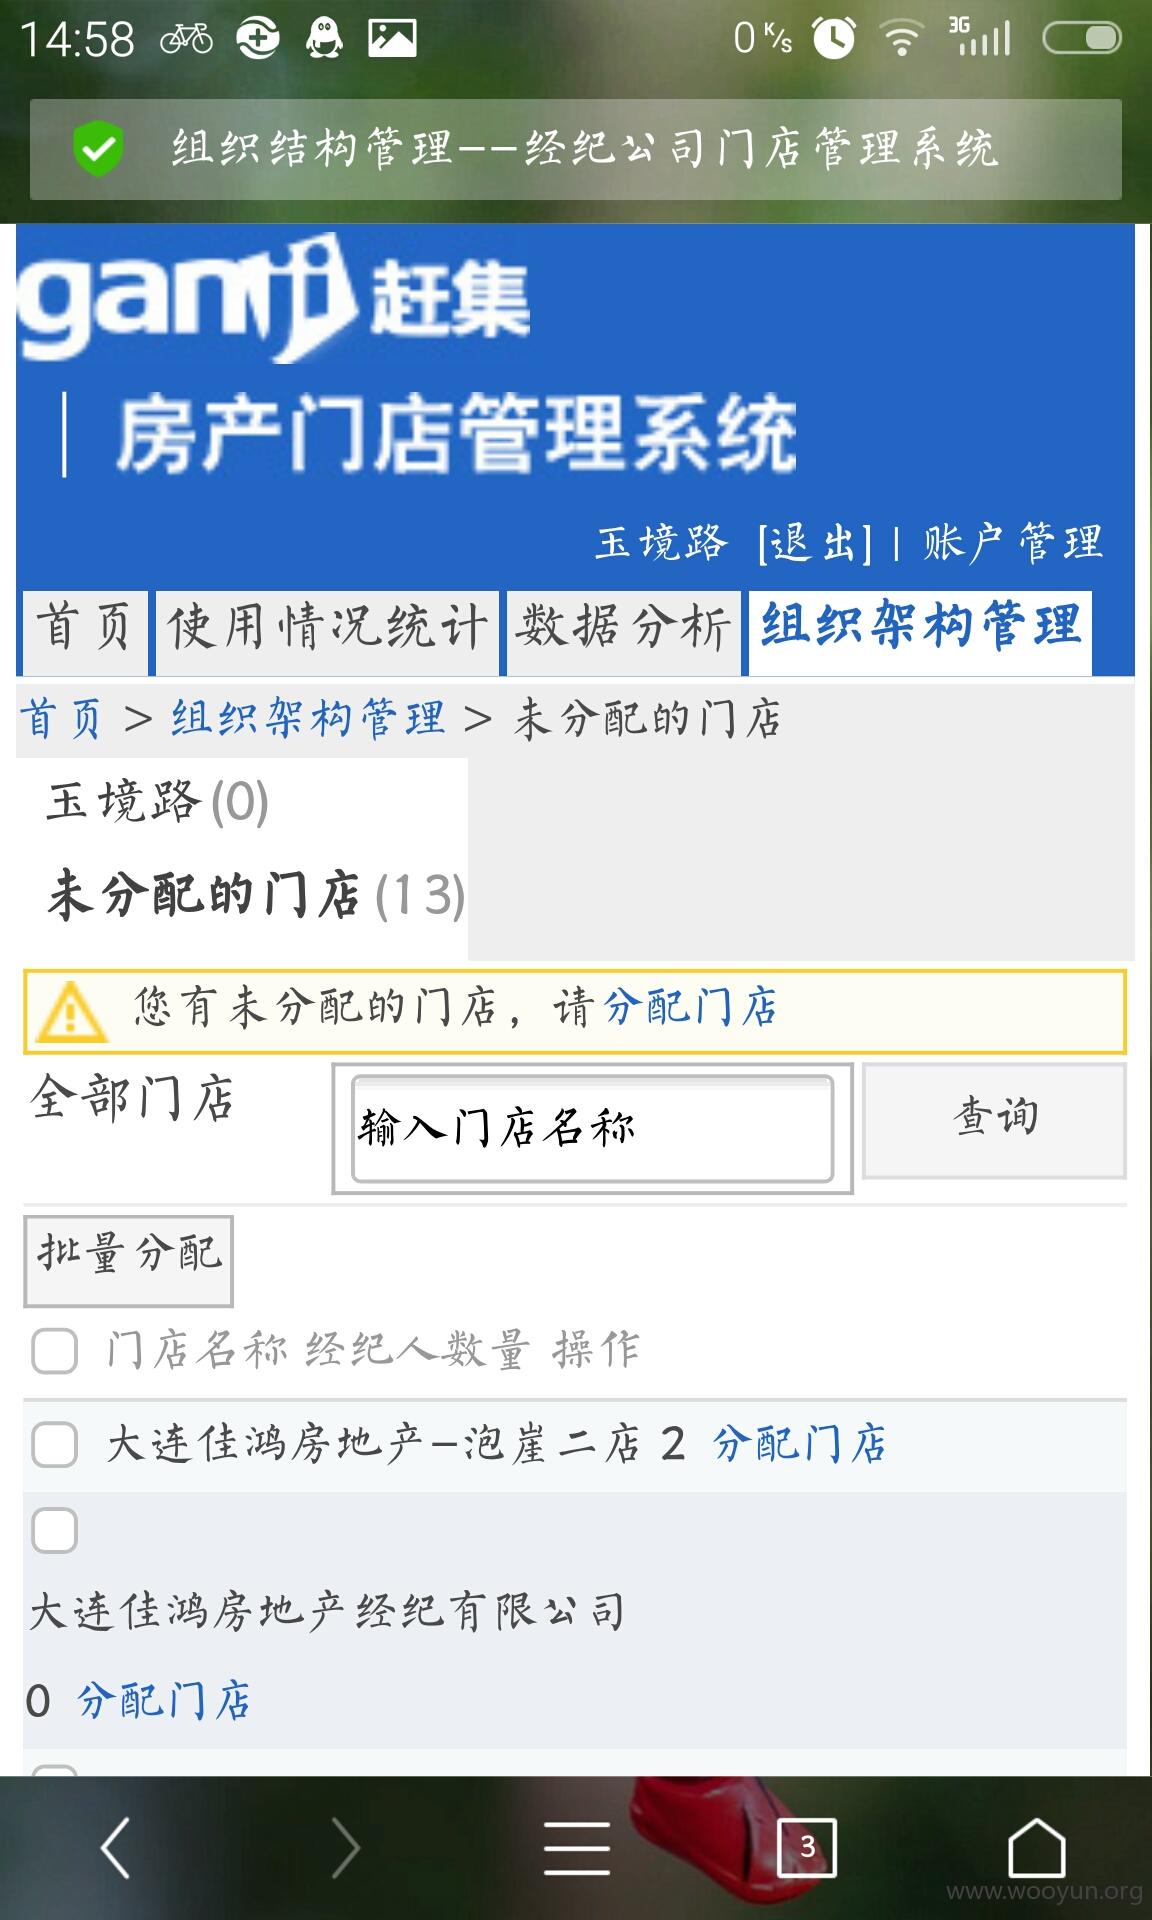 14:58 0 K/s 3G
组织结构管理--经纪公司门店管理系统
ganji 赶集
| 房产门店管理系统
玉境路 [退出] | 账户管理
首页 使用情况统计 数据分析 组织架构管理
首页 > 组织架构管理 > 未分配的门店
玉境路(0)
未分配的门店(13)
您有未分配的门店，请分配门店
全部门店 输入门店名称 查询
批量分配
门店名称 经纪人数量 操作
大连佳鸿房地产-泡崖二店 2 分配门店
大连佳鸿房地产经纪有限公司
0 分配门店
3
www.wooyun.org